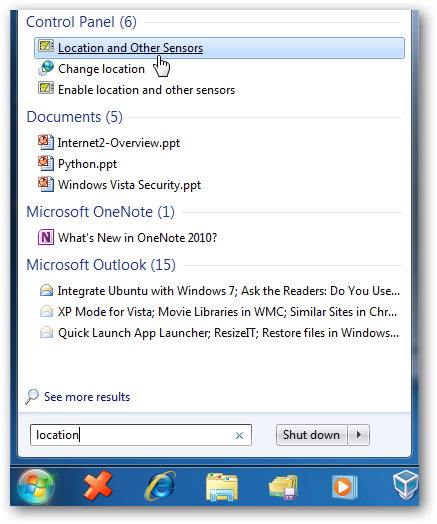 Control Panel (6)
Location and Other Sensors
Change location
Enable location and other sensors
Documents (5)
Internet2-Overview.ppt
Python.ppt
Windows Vista Security.ppt
Microsoft OneNote (1)
What's New in OneNote 2010?
Microsoft Outlook (15)
Integrate Ubuntu with Windows 7; Ask the Readers: Do You Use...
XP Mode for Vista; Movie Libraries in WMC; Similar Sites in Chr...
Quick Launch App Launcher; ResizeIT; Restore files in Windows...
See more results
location
Shut down